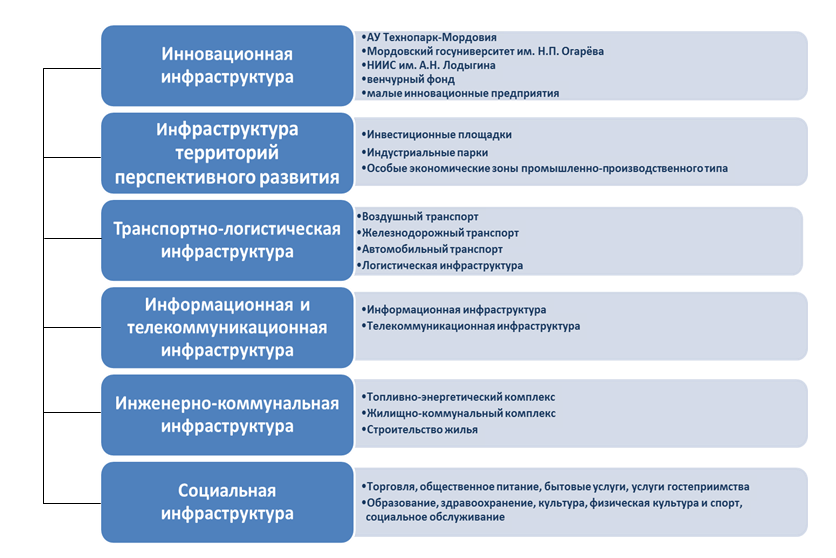 Инновационная
инфраструктура
•АУ Технопарк-Мордовия
•Мордовский госуниверситет им. Н.П. Огарёва
•НИИС им. А.Н. Лодыгина
•венчурный фонд
•малые инновационные предприятия
Инфраструктура
территорий
перспективного развития
•Инвестиционные площадки
•Индустриальные парки
•Особые экономические зоны промышленно-производственного типа
Транспортно-логистическая
инфраструктура
•Воздушный транспорт
•Железнодорожный транспорт
•Автомобильный транспорт
•Логистическая инфраструктура
Информационная и
телекоммуникационная
инфраструктура
•Информационная инфраструктура
•Телекоммуникационная инфраструктура
Инженерно-коммунальная
инфраструктура
•Топливно-энергетический комплекс
•Жилищно-коммунальный комплекс
•Строительство жилья
Социальная
инфраструктура
•Торговля, общественное питание, бытовые услуги, услуги гостеприимства
•Образование, здравоохранение, культура, физическая культура и спорт,
социальное обслуживание